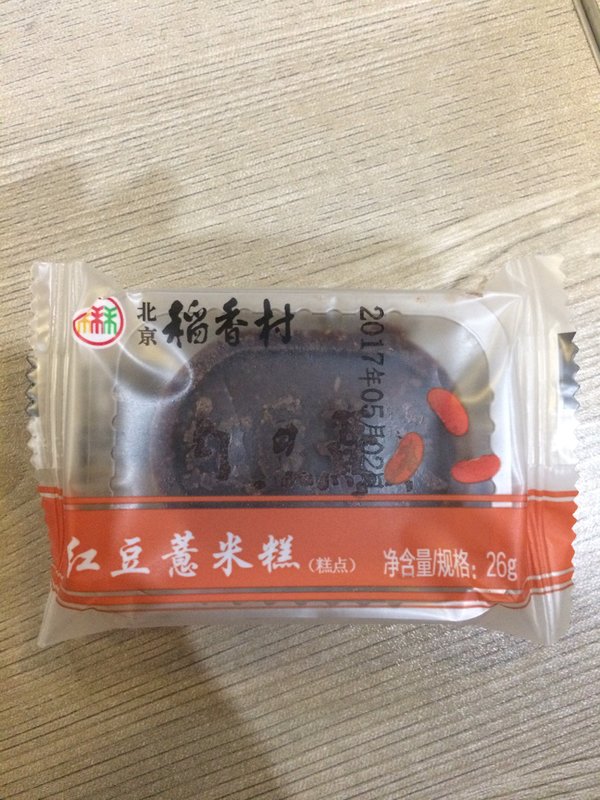 北京
稻香村
2017年05月02日
红豆薏米糕(糕点)
净含量/规格:26g